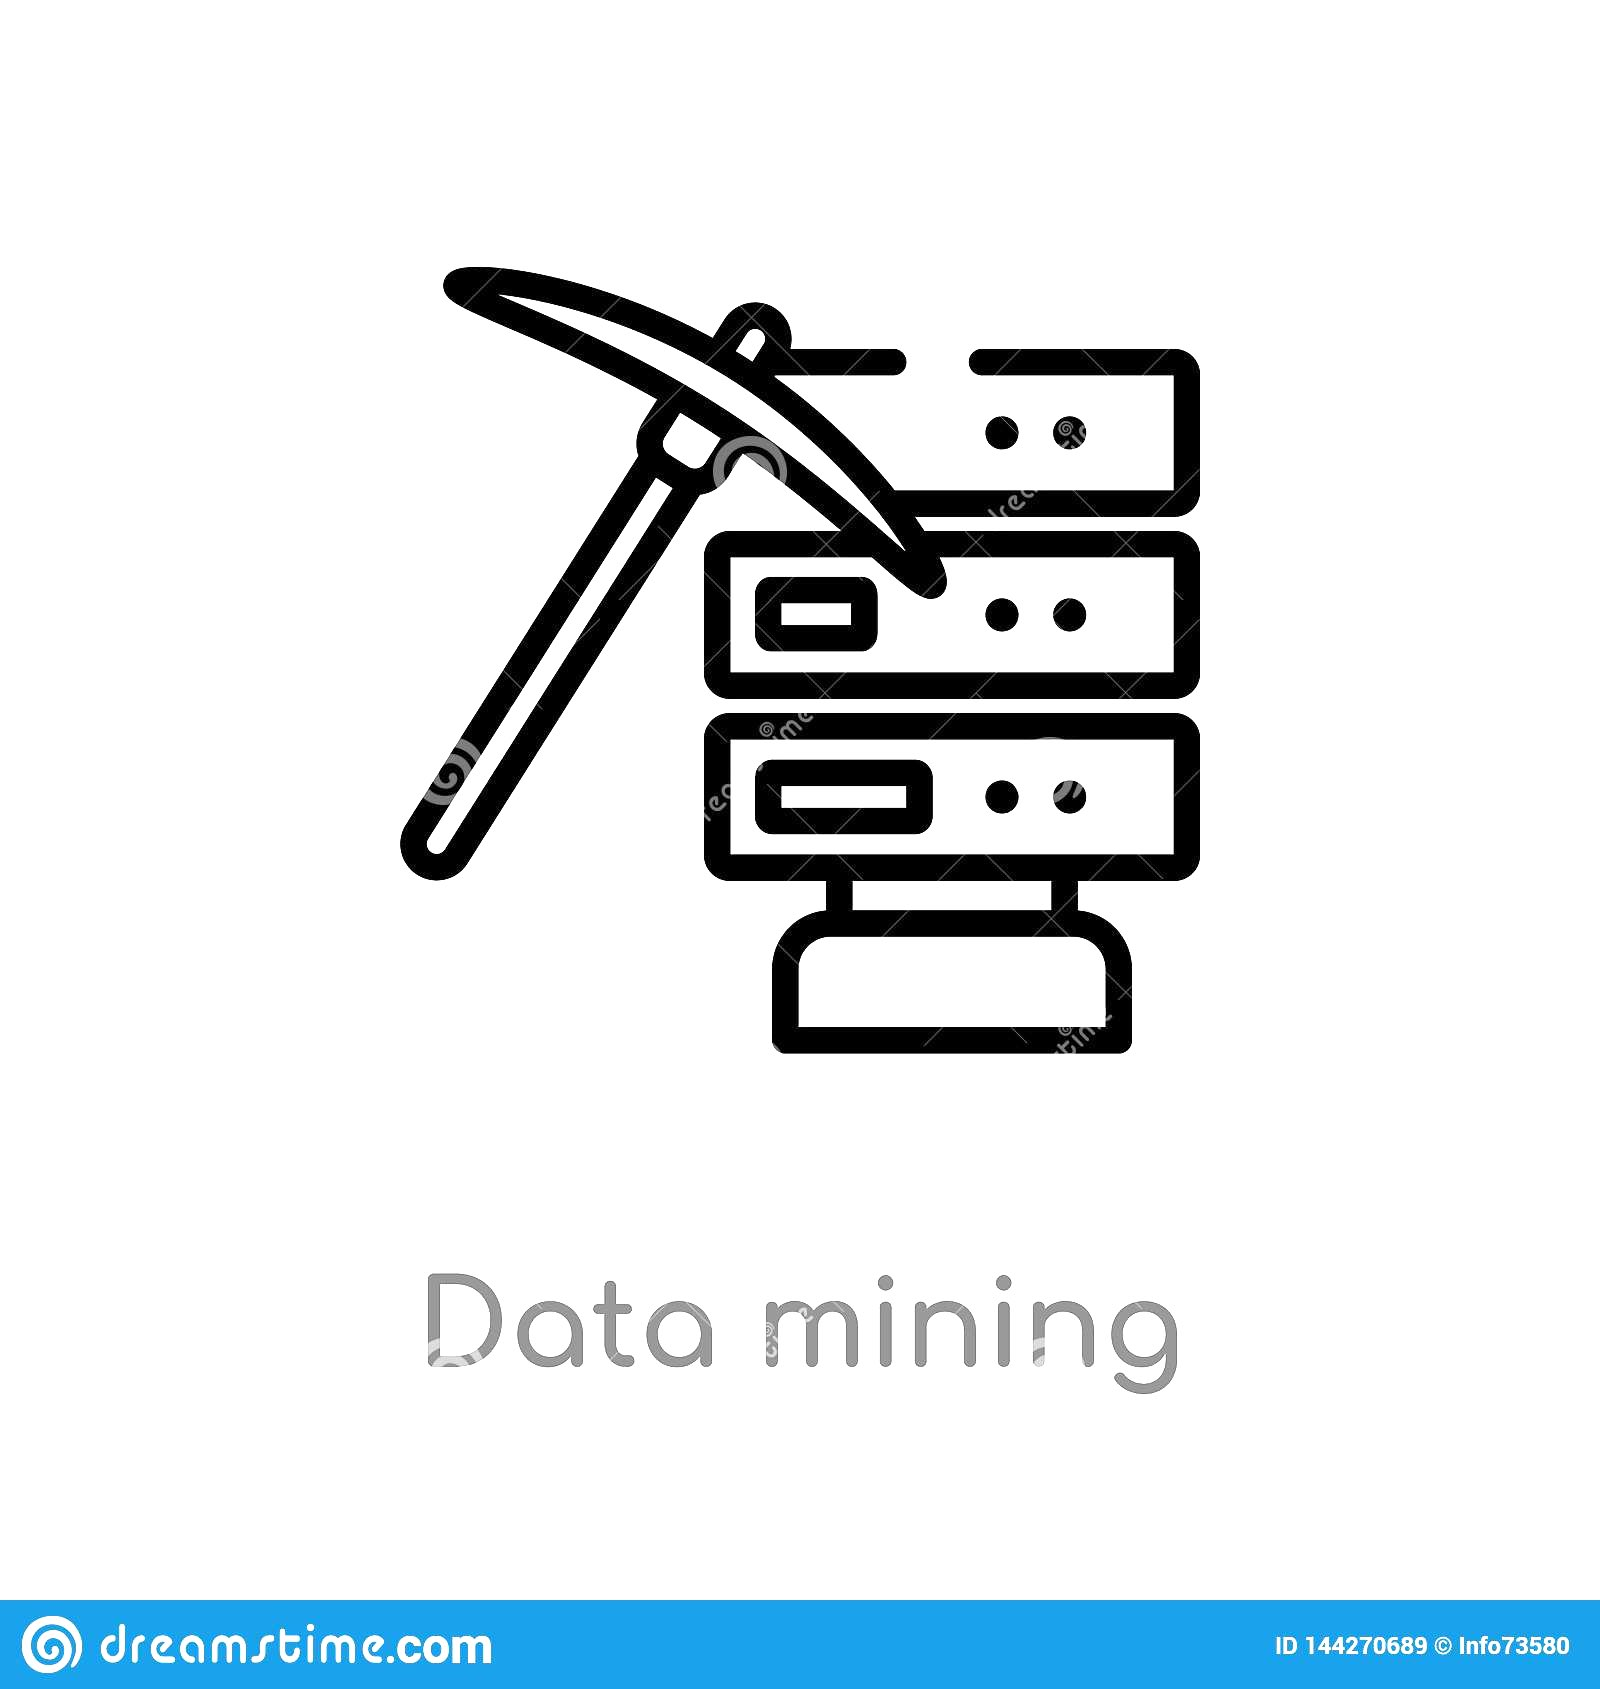 Data mining
dreamstime.com
ID 144270689 © Info73580